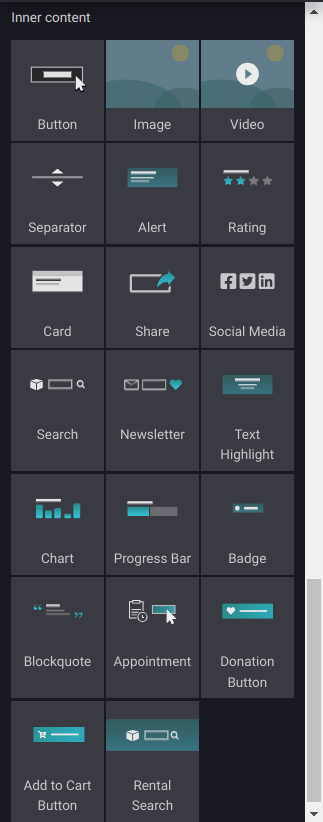 Inner content
Button
Image
Video
Separator
Alert
Rating
Card
Share
Social Media
Search
Newsletter
Text
Highlight
Chart
Progress Bar
Badge
Blockquote
Appointment
Donation
Button
Add to Cart
Button
Rental
Search